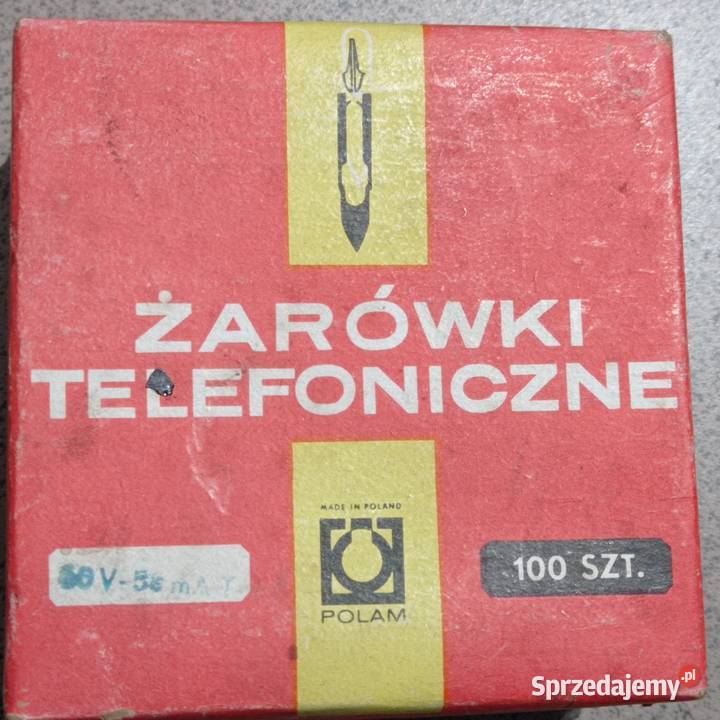 ŻARÓWKI
TELEFONICZNE
MADE IN POLAND
POLAM
100 SZT.
Sprzedajemy.pl